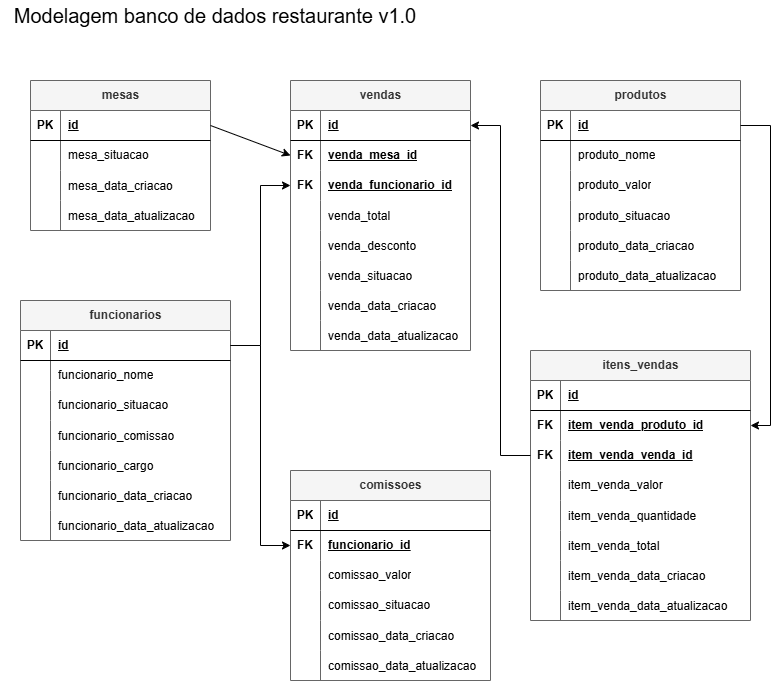 Modelagem banco de dados restaurante v1.0
mesas
PK id
mesa_situacao
mesa_data_criacao
mesa_data_atualizacao
vendas
PK id
FK venda_mesa_id
FK venda_funcionario_id
venda_total
venda_desconto
venda_situacao
venda_data_criacao
venda_data_atualizacao
produtos
PK id
produto_nome
produto_valor
produto_situacao
produto_data_criacao
produto_data_atualizacao
funcionarios
PK id
funcionario_nome
funcionario_situacao
funcionario_comissao
funcionario_cargo
funcionario_data_criacao
funcionario_data_atualizacao
comissoes
PK id
FK funcionario_id
comissao_valor
comissao_situacao
comissao_data_criacao
comissao_data_atualizacao
itens_vendas
PK id
FK item_venda_produto_id
FK item_venda_venda_id
item_venda_valor
item_venda_quantidade
item_venda_total
item_venda_data_criacao
item_venda_data_atualizacao